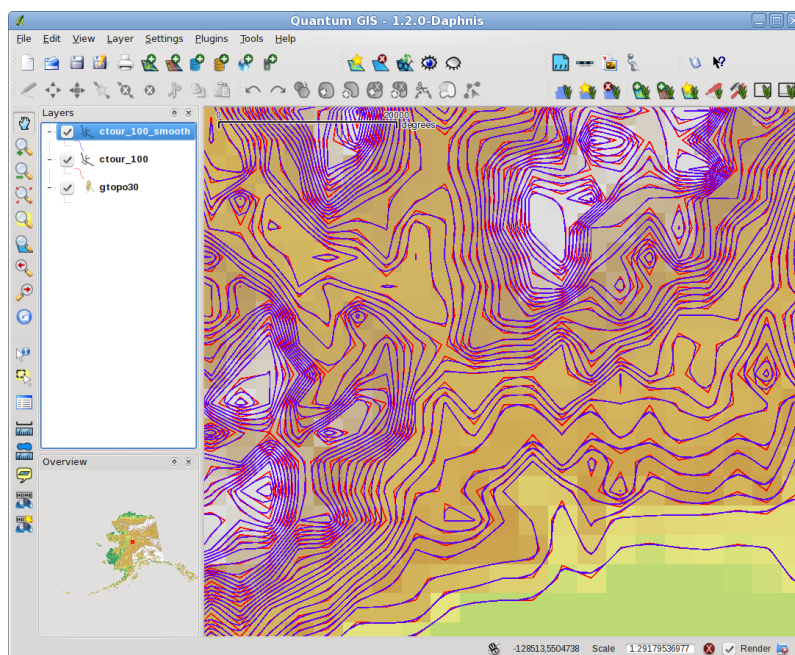 Quantum GIS - 1.2.0-Daphnis
File Edit View Layer Settings Plugins Tools Help
Layers
ctour_100_smooth
ctour_100
gtopo30
0 20000
degrees
Overview
HOME
-128513,5504738 Scale 1:29179536977 Render